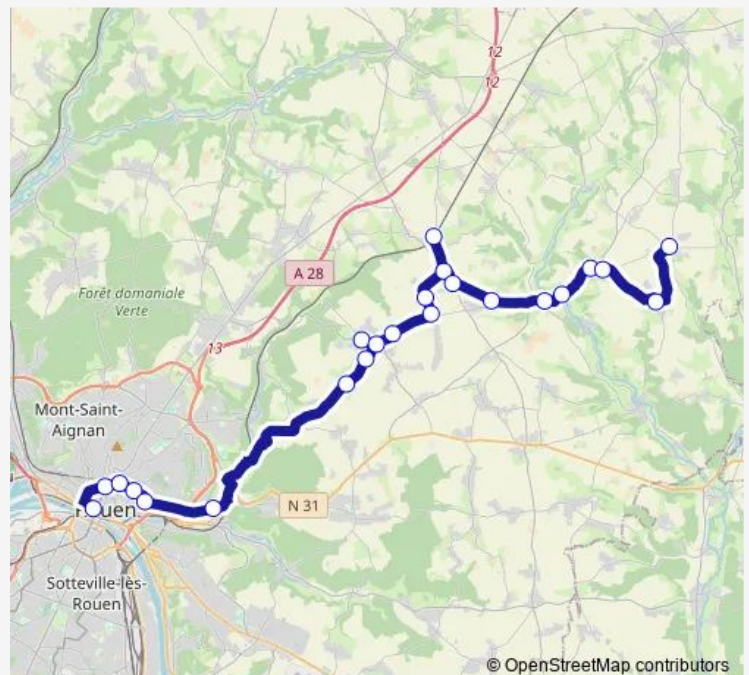 12
12
A 28
Forêt domaniale
Verte
13
Mont-Saint-
Aignan
N 31
Sotteville-lès-
Rouen
© OpenStreetMap contributors